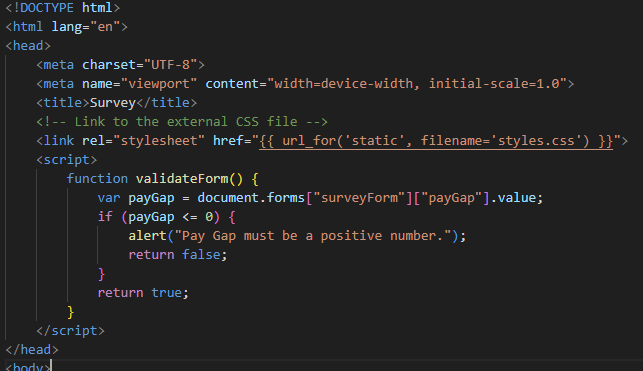 <!DOCTYPE html>
<html lang="en">
<head>
    <meta charset="UTF-8">
    <meta name="viewport" content="width=device-width, initial-scale=1.0">
    <title>Survey</title>
    <!-- Link to the external CSS file -->
    <link rel="stylesheet" href="{{ url_for('static', filename='styles.css') }}">
    <script>
        function validateForm() {
            var payGap = document.forms["surveyForm"]["payGap"].value;
            if (payGap <= 0) {
                alert("Pay Gap must be a positive number.");
                return false;
            }
            return true;
        }
    </script>
</head>
<body>